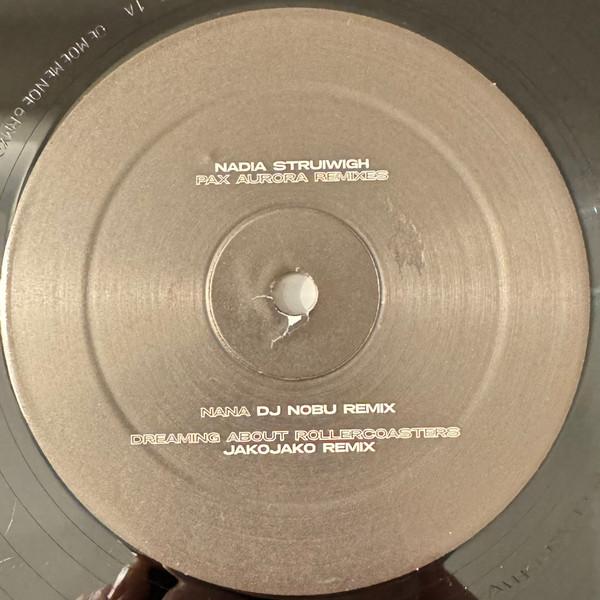 NADIA STRUIWIGH
PAX AURORA REMIXES
NANA DJ NOBU REMIX
DREAMING ABOUT ROLLERCOASTERS
JAKOJAKO REMIX